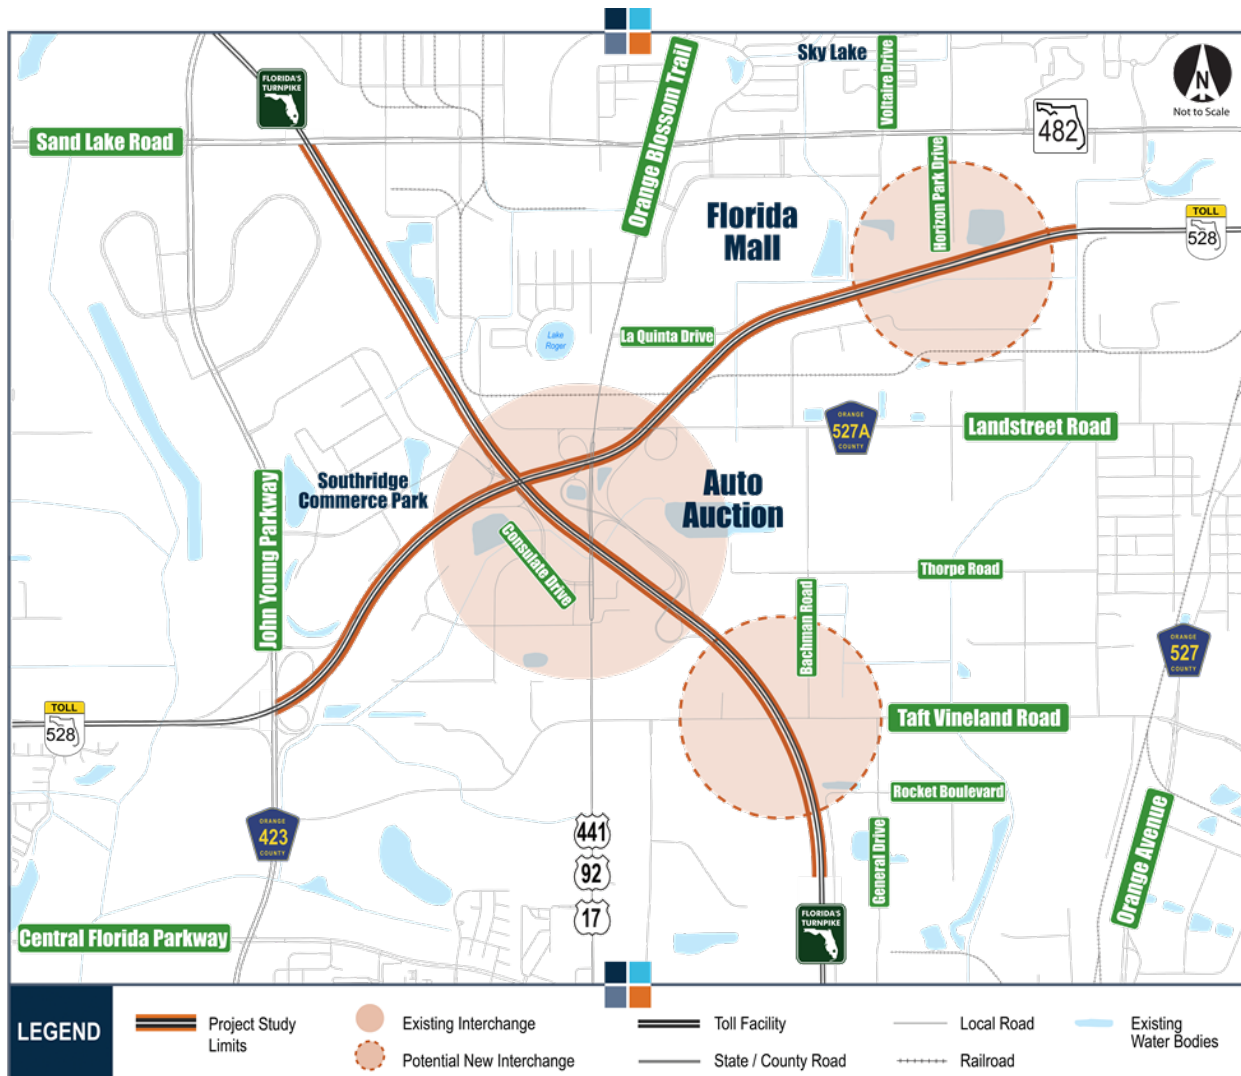 Sky Lake
Voltaire Drive
N
Not to Scale
FLORIDA'S
TURNPIKE
Orange Blossom Trail
482
Sand Lake Road
Horizon Park Drive
Florida
Mall
TOLL
528
La Quinta Drive
Lake
Roger
ORANGE
527A
COUNTY
Landstreet Road
Southridge
Commerce Park
Auto
Auction
John Young Parkway
Consulate Drive
Thorpe Road
Bachman Road
ORANGE
527
COUNTY
TOLL
528
Taft Vineland Road
Rocket Boulevard
ORANGE
423
COUNTY
441
92
17
General Drive
Orange Avenue
FLORIDA'S
TURNPIKE
Central Florida Parkway
LEGEND
Project Study
Limits
Existing Interchange
Potential New Interchange
Toll Facility
State / County Road
Local Road
Railroad
Existing
Water Bodies